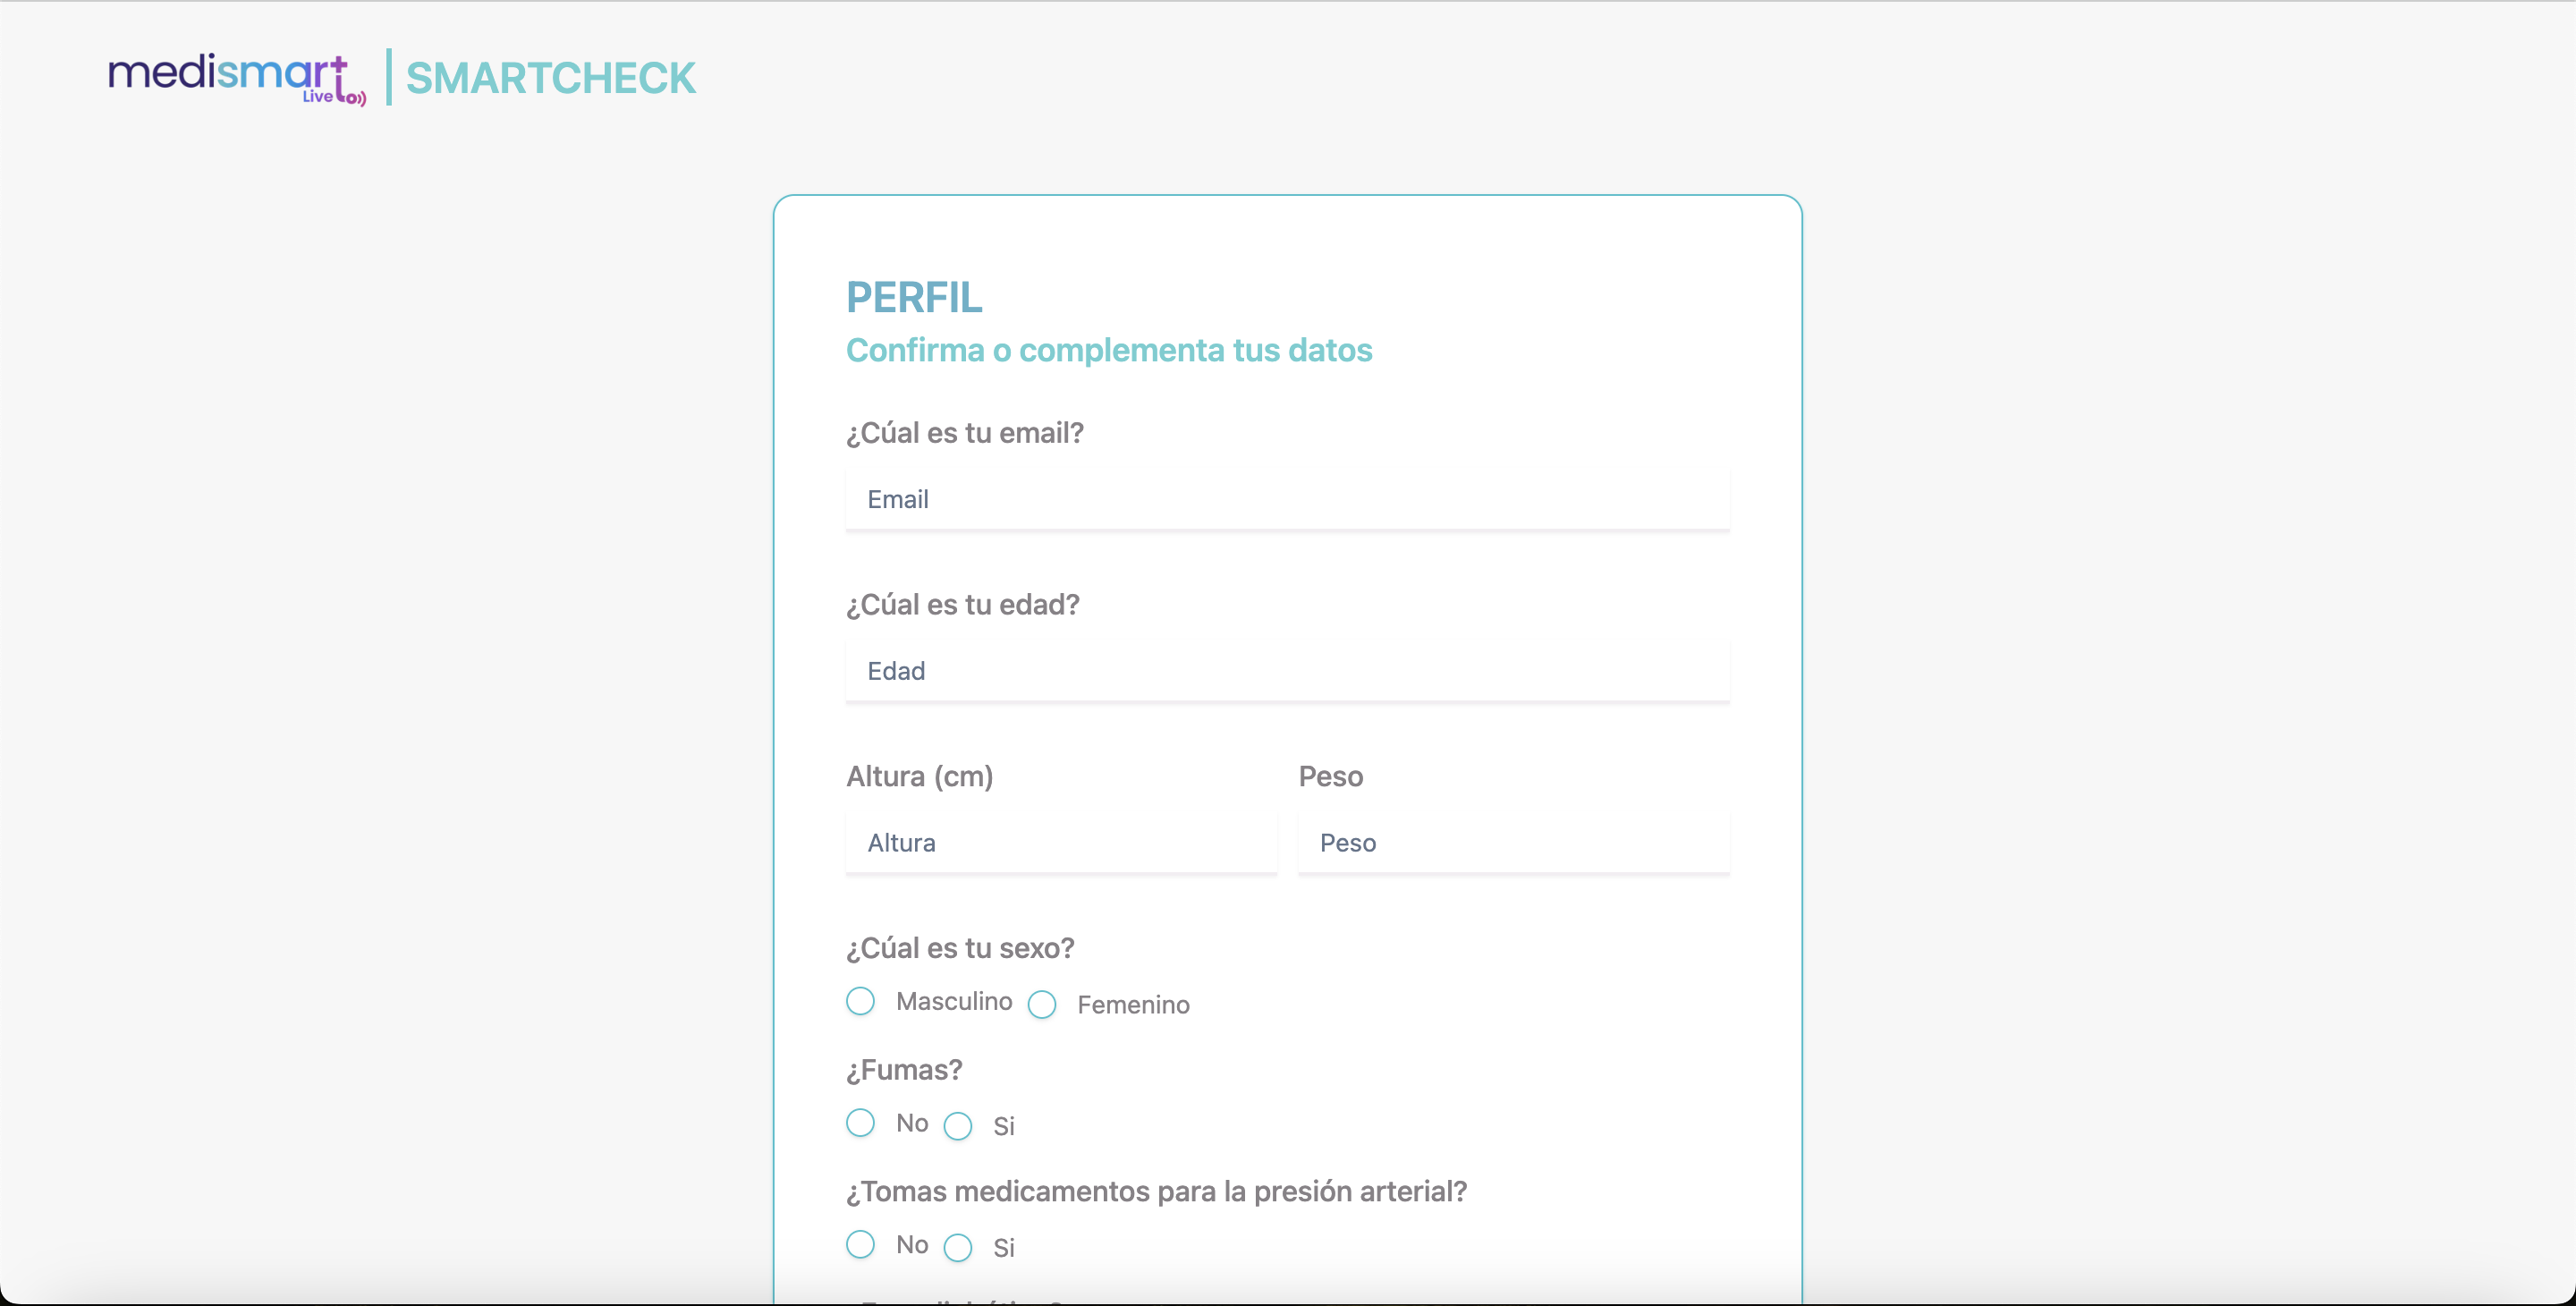 medismart
Live
SMARTCHECK
PERFIL
Confirma o complementa tus datos
¿Cúal es tu email?
Email
¿Cúal es tu edad?
Edad
Altura (cm) Peso
Altura Peso
¿Cúal es tu sexo?
Masculino Femenino
¿Fumas?
No Si
¿Tomas medicamentos para la presión arterial?
No Si